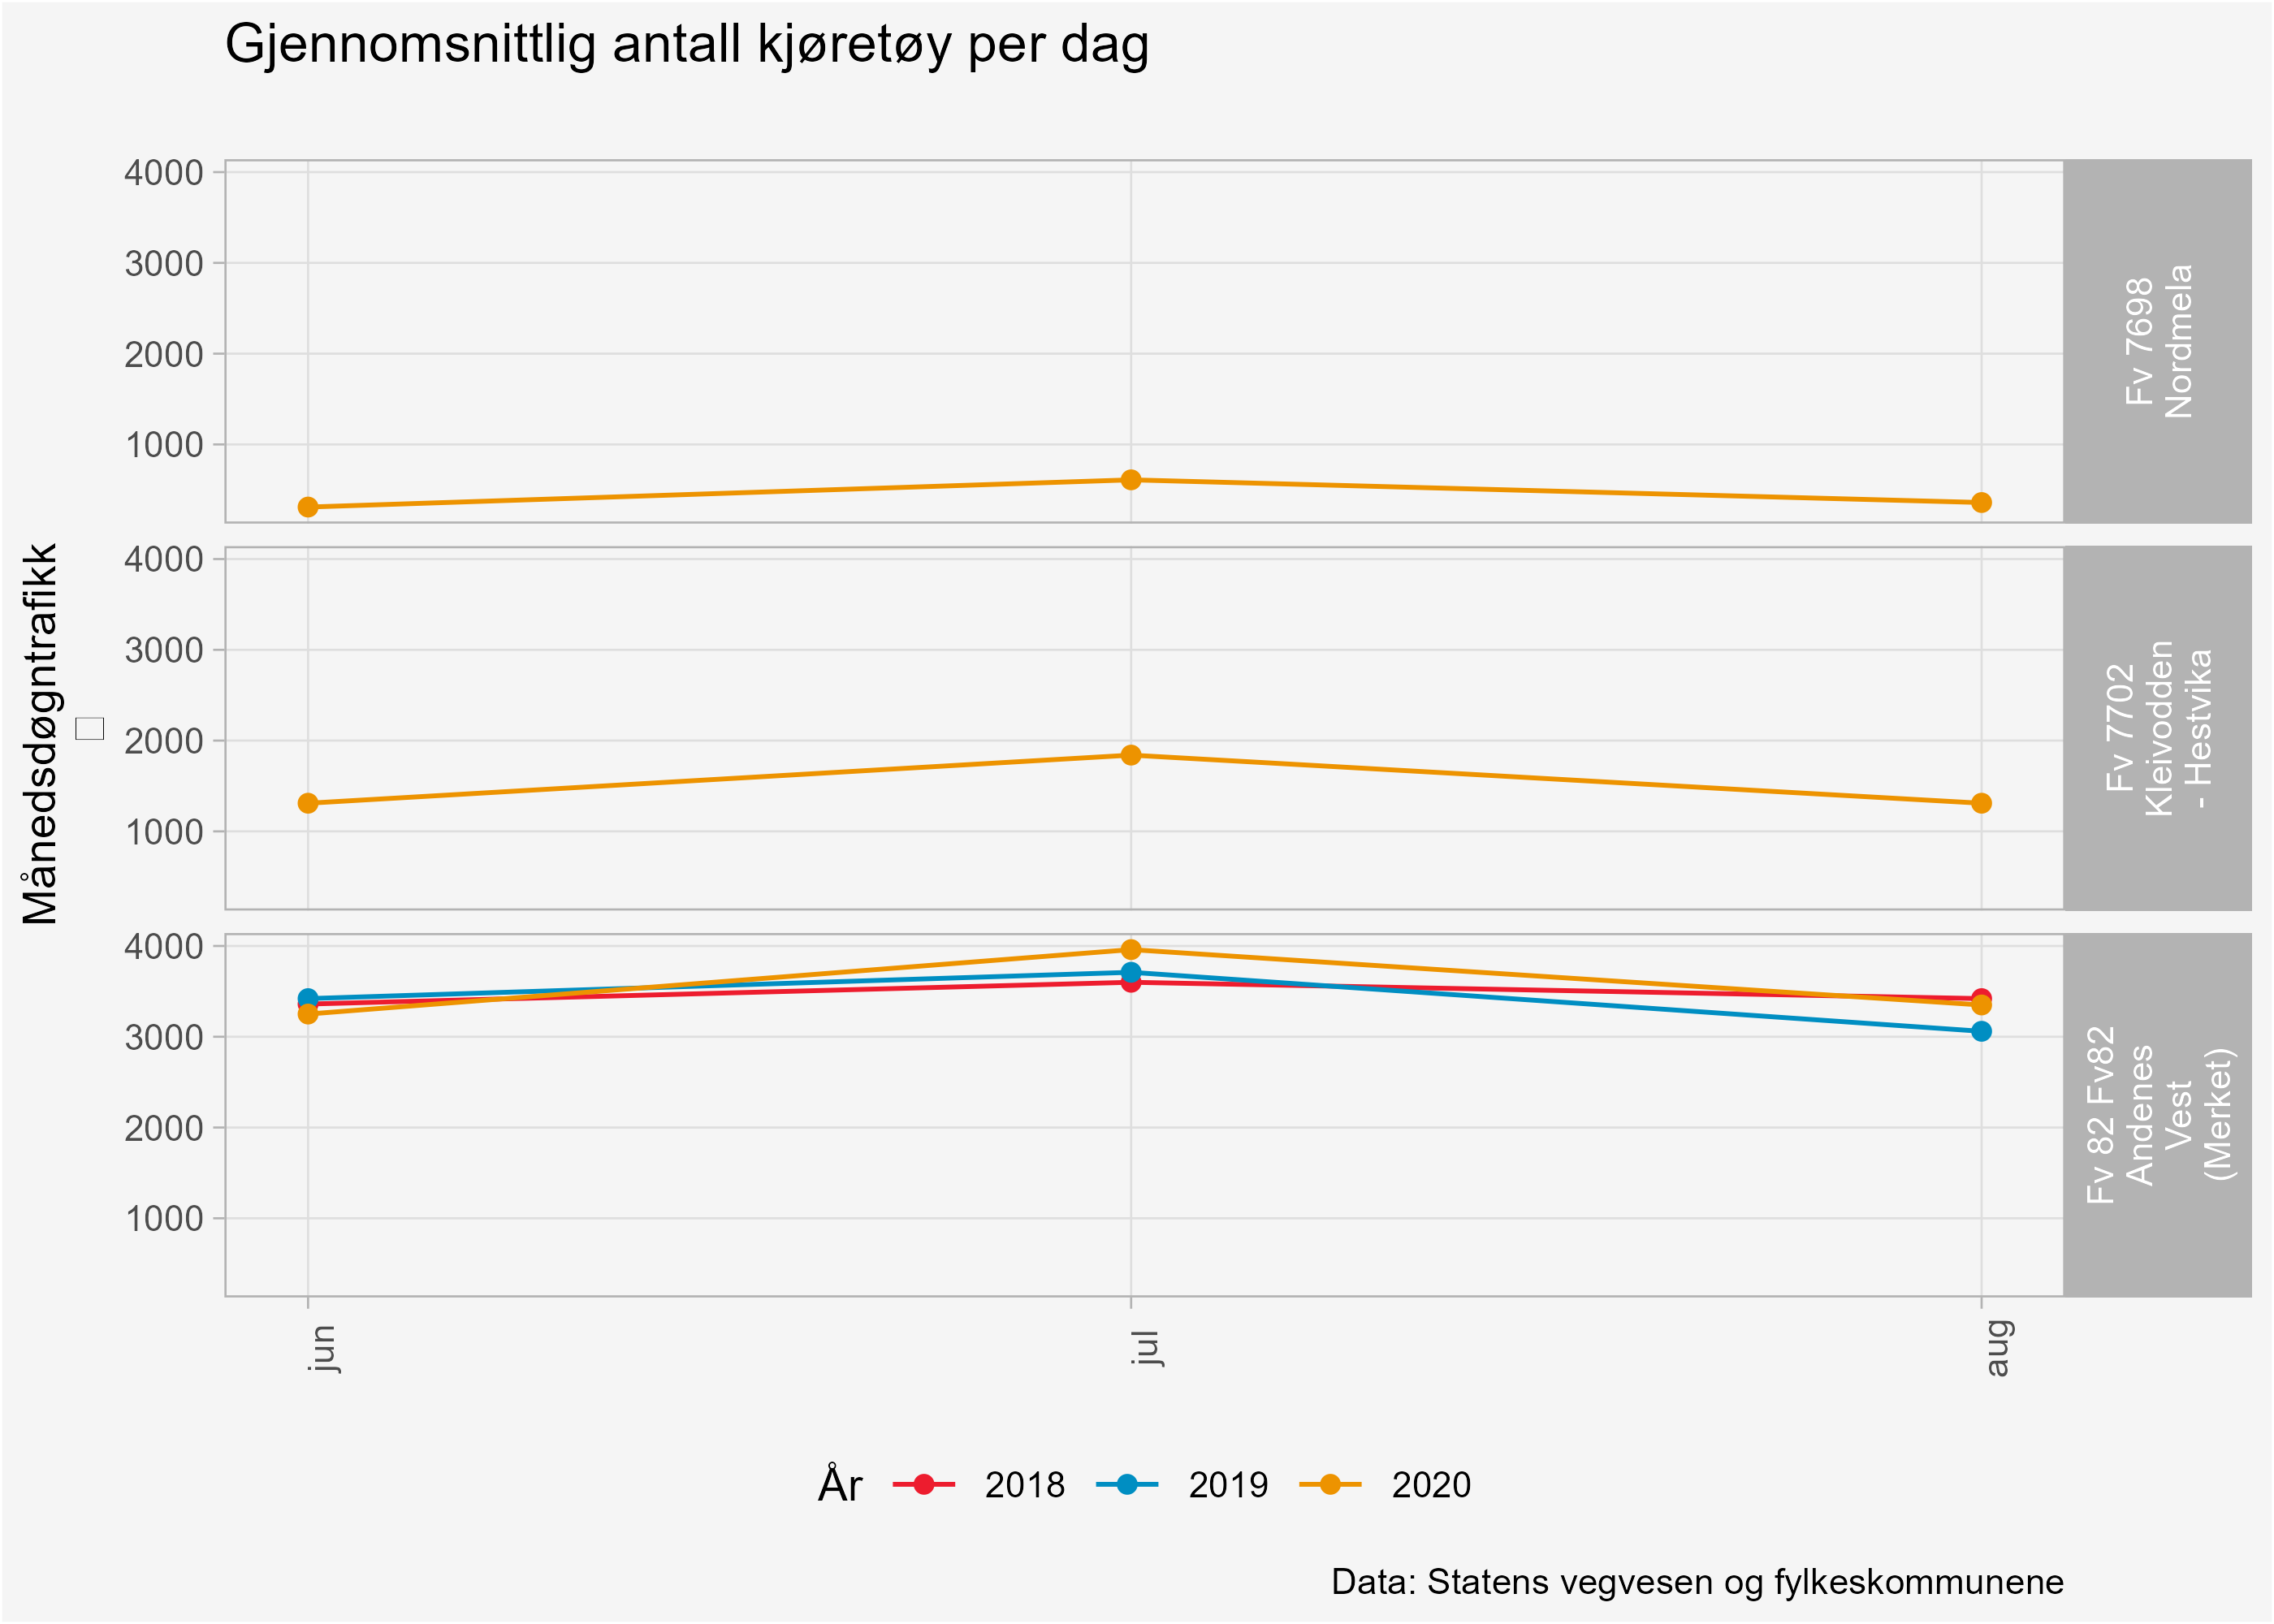 Gjennomsnittlig antall kjøretøy per dag
Månedsdøgntrafikk
4000
3000
2000
1000
Fv 7698
Nordmela
4000
3000
2000
1000
Fv 7702
Kleivodden
- Hestvika
4000
3000
2000
1000
Fv 82 Fv82
Andenes
Vest
(Merket)
jun
jul
aug
År 2018 2019 2020
Data: Statens vegvesen og fylkeskommunene